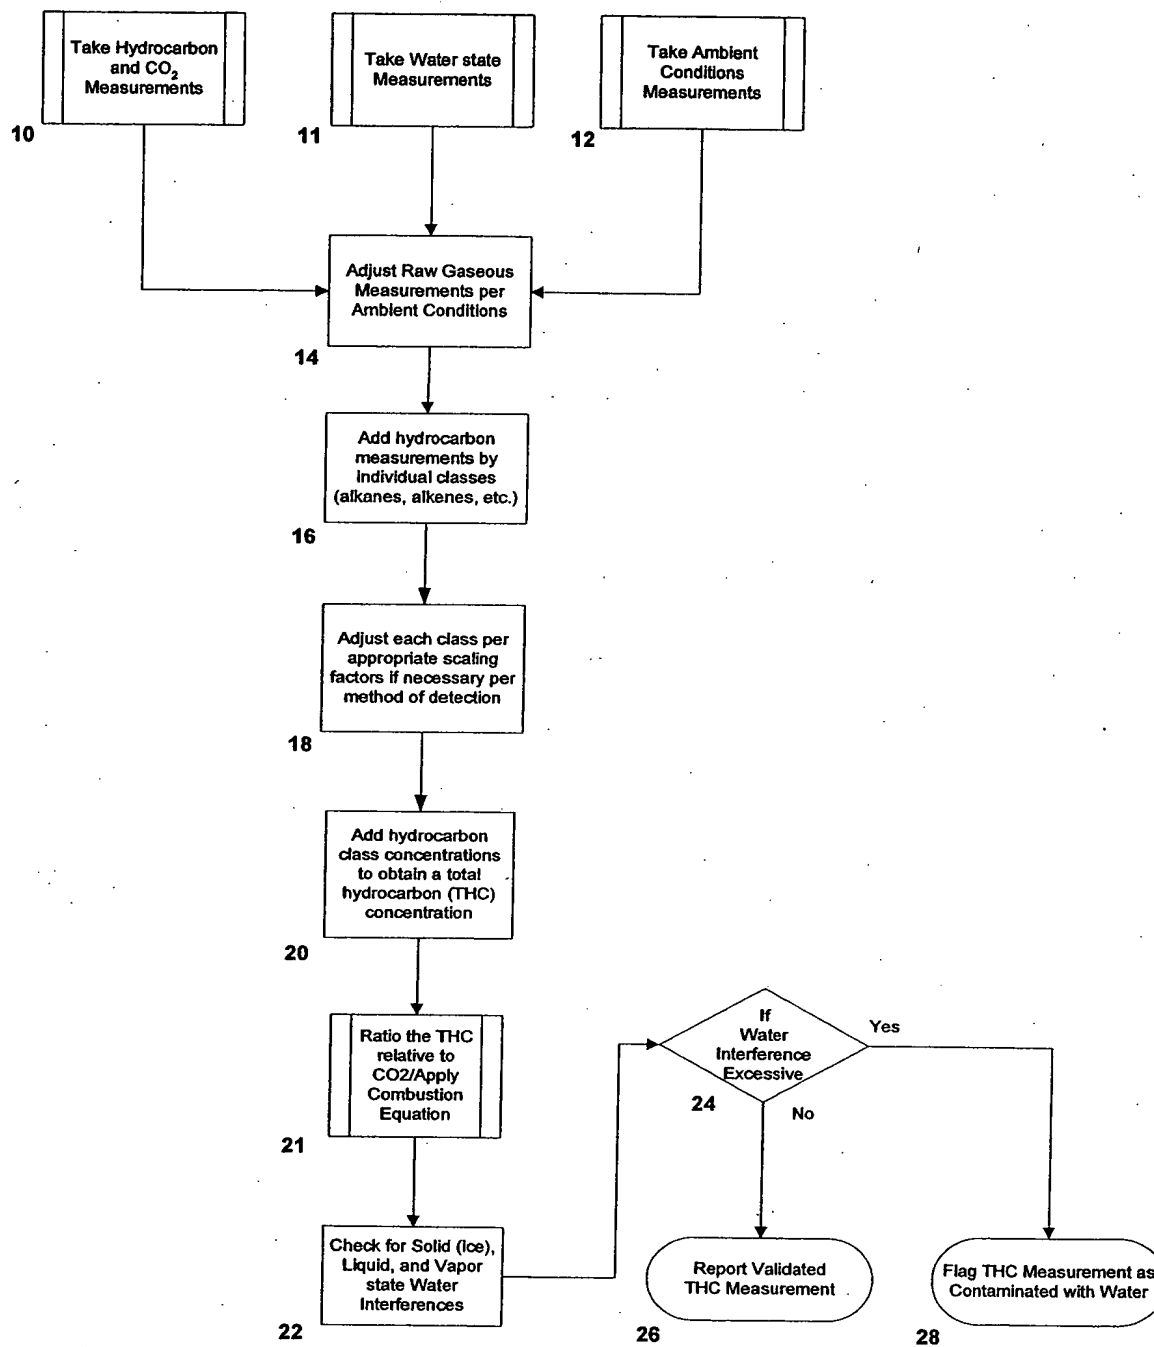 Take Hydrocarbon
and CO2
Measurements
10
Take Water state
Measurements
11
Take Ambient
Conditions
Measurements
12
Adjust Raw Gaseous
Measurements per
Ambient Conditions
14
Add hydrocarbon
measurements by
individual classes
(alkanes, alkenes, etc.)
16
Adjust each class per
appropriate scaling
factors if necessary per
method of detection
18
Add hydrocarbon
class concentrations
to obtain a total
hydrocarbon (THC)
concentration
20
Ratio the THC
relative to
CO2/Apply
Combustion
Equation
21
Check for Solid (Ice),
Liquid, and Vapor
state Water
Interferences
22
If
Water
Interference
Excessive
24
Yes
No
Report Validated
THC Measurement
26
Flag THC Measurement as
Contaminated with Water
28